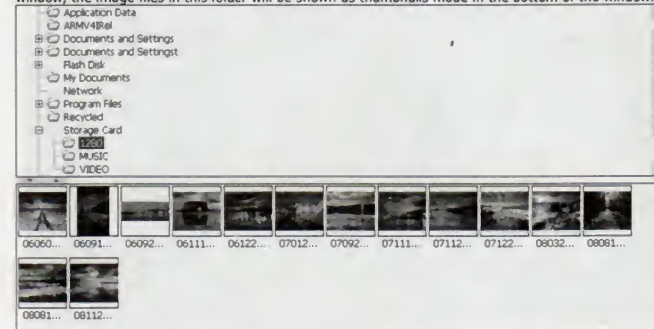 window, the image files in this folder will be shown as thumbnails mode in the bottom of the window
Application Data
ARMV4IRel
Documents and Settings
Documents and Settingst
Flash Disk
My Documents
Network
Program Files
Recycled
Storage Card
1280
MUSIC
VIDEO
06060... 06091... 06092... 06111... 06122... 07012... 07092... 07111... 07112... 07122... 08032... 08081...
08081... 08112...